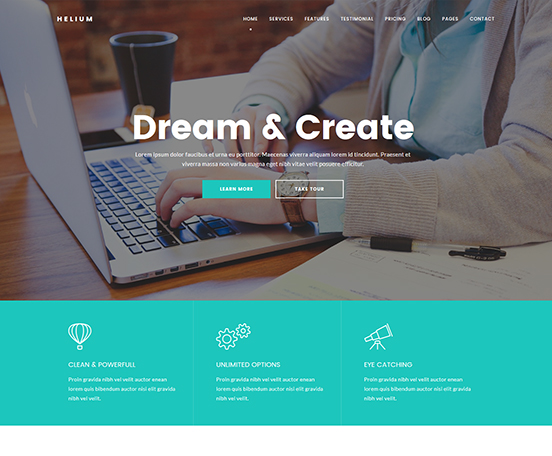 HELIUM
HOME SERVICES FEATURES TESTIMONIAL PRICING BLOG PAGES CONTACT
Dream & Create
Lorem ipsum dolor faucibus et urna eu porttitor. Maecenas viverra aliquam lorem id tincidunt. Praesent et
viverra massa non varius magna eget nibh vitae velit posuere efficitur.
LEARN MORE
TAKE TOUR
CLEAN & POWERFULL
Proin gravida nibh vel velit auctor enean
lorem quis bibendum auctor nisi elit gravida
nibh vel velit.
UNLIMITED OPTIONS
Proin gravida nibh vel velit auctor enean
lorem quis bibendum auctor nisi elit gravida
nibh vel velit.
EYE CATCHING
Proin gravida nibh vel velit auctor enean
lorem quis bibendum auctor nisi elit gravida
nibh vel velit.